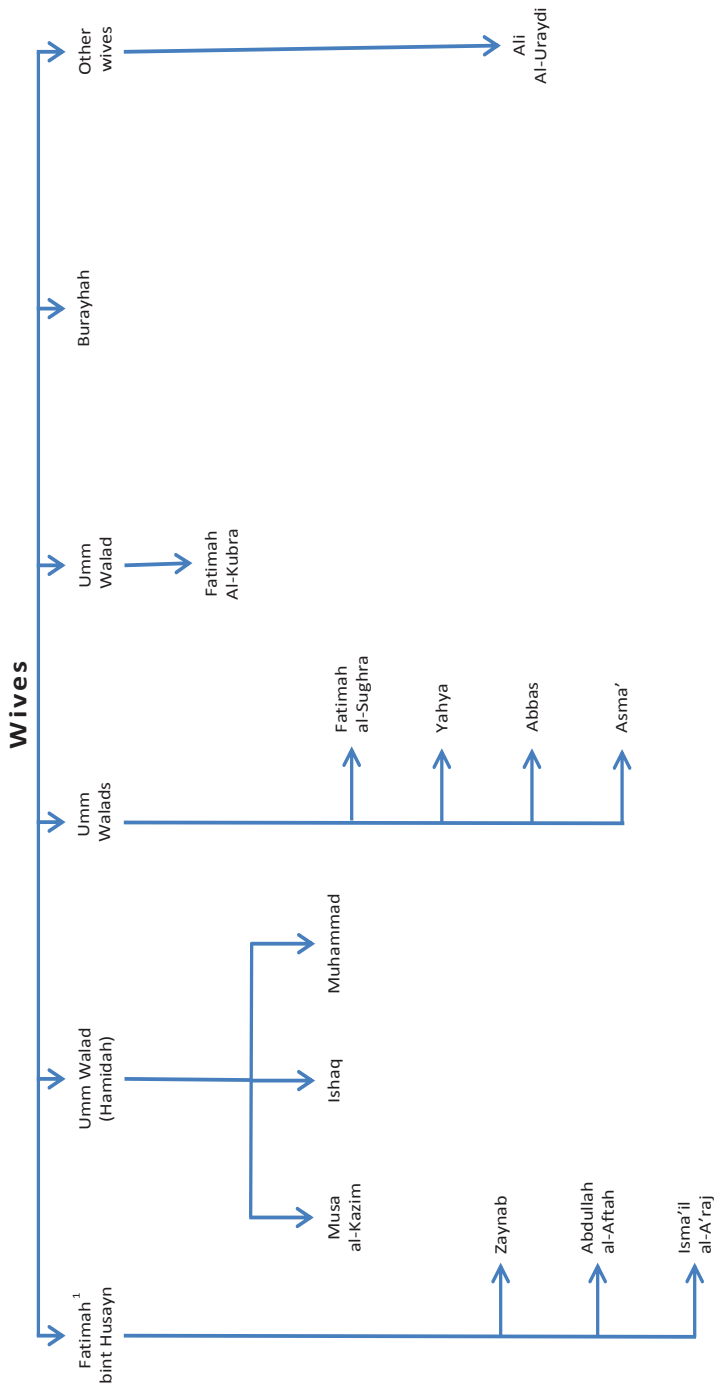 Wives
Fatimah 1
bint Husayn
Umm Walad
(Hamidah)
Umm
Walads
Umm
Walad
Burayhah
Other
wives
Zaynab
Abdullah
al-Aftah
Isma’il
al-A’raj
Musa
al-Kazim
Ishaq
Muhammad
Fatimah
al-Sughra
Yahya
Abbas
Asma’
Fatimah
Al-Kubra
Ali
Al-Uraydi